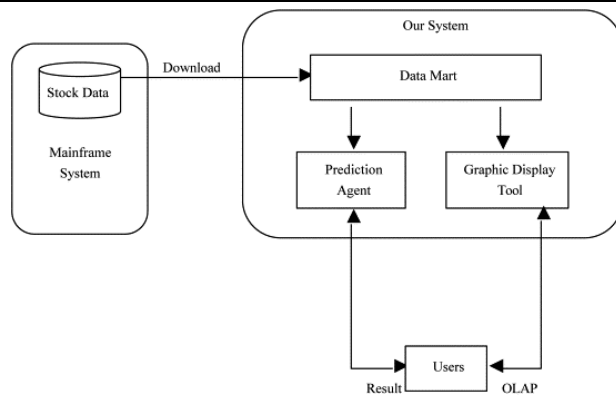 Our System
Download
Stock Data
Data Mart
Mainframe
System
Prediction
Agent
Graphic Display
Tool
Users
Result
OLAP